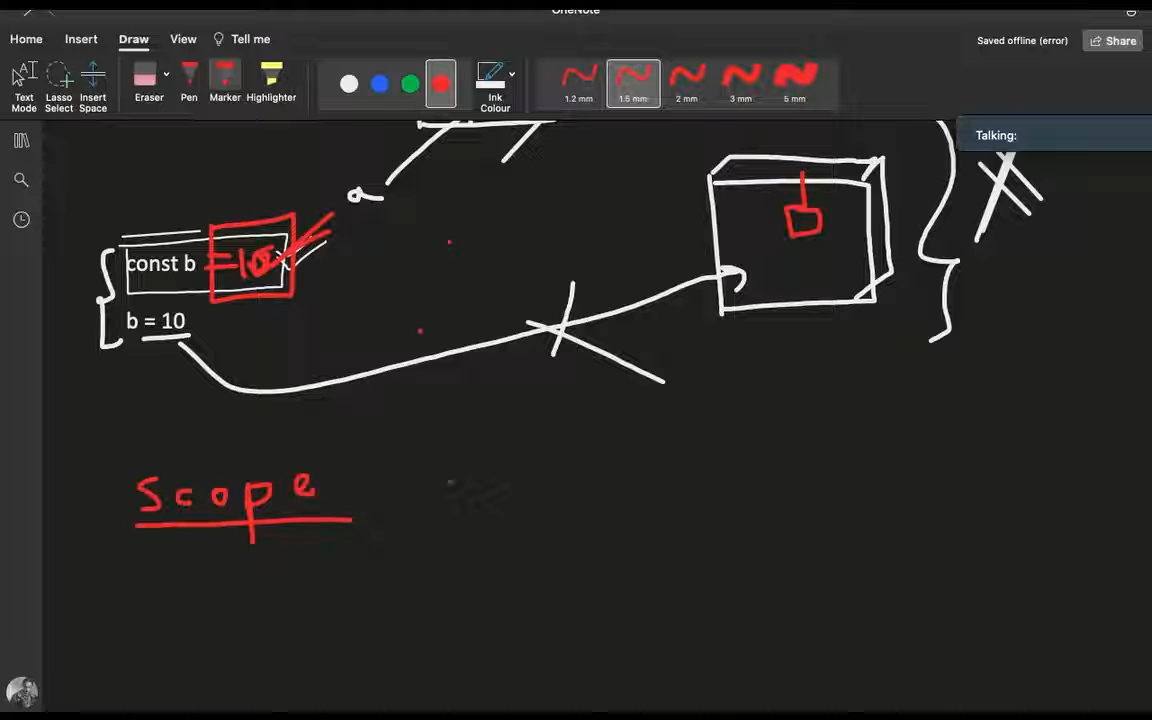 OneNote
Home Insert Draw View Tell me
Saved offline (error) Share
Text Mode
Lasso Select
Insert Space
Eraser
Pen
Marker
Highlighter
Ink Colour
1.2 mm
1.5 mm
2 mm
3 mm
5 mm
Talking:
a
const b = 10
b = 10
Scope